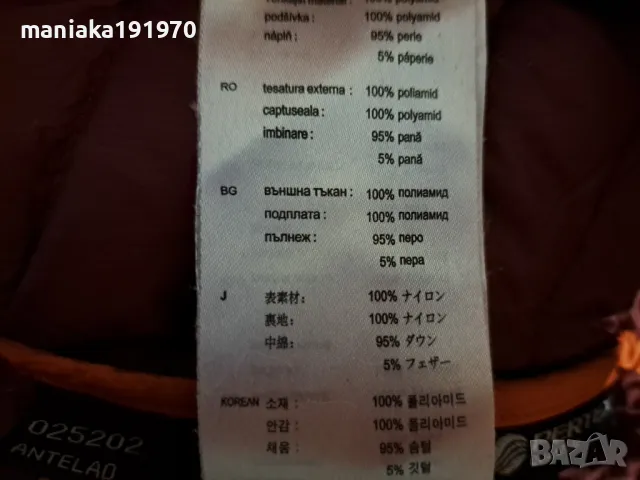 maniaka191970
podšívka : 100% polyamid
náplň : 95% perie
5% páperie
RO tesatura externa : 100% poliamid
captuseala : 100% polyamid
imbinare : 95% pană
5% pană
BG външна тъкан : 100% полиамид
подплата : 100% полиамид
пълнеж : 95% перо
5% пера
J 表素材: 100% ナイロン
裏地: 100% ナイロン
中綿: 95% ダウン
5% フェザー
KOREAN 소재 : 100% 폴리아미드
안감 : 100% 폴리아미드
채움 : 95% 솜털
5% 깃털
025202
ANTELAO
bazar